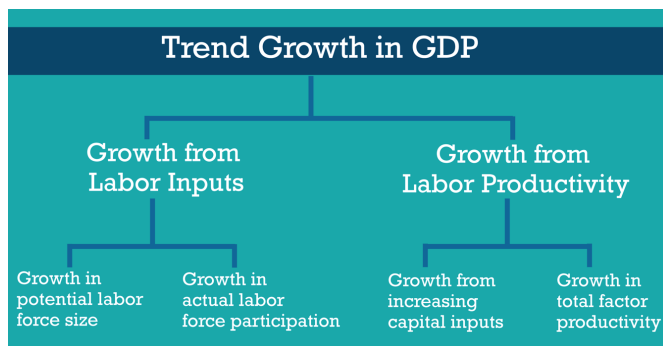 Trend Growth in GDP
Growth from
Labor Inputs
Growth from
Labor Productivity
Growth in
potential labor
force size
Growth in
actual labor
force participation
Growth from
increasing
capital inputs
Growth in
total factor
productivity